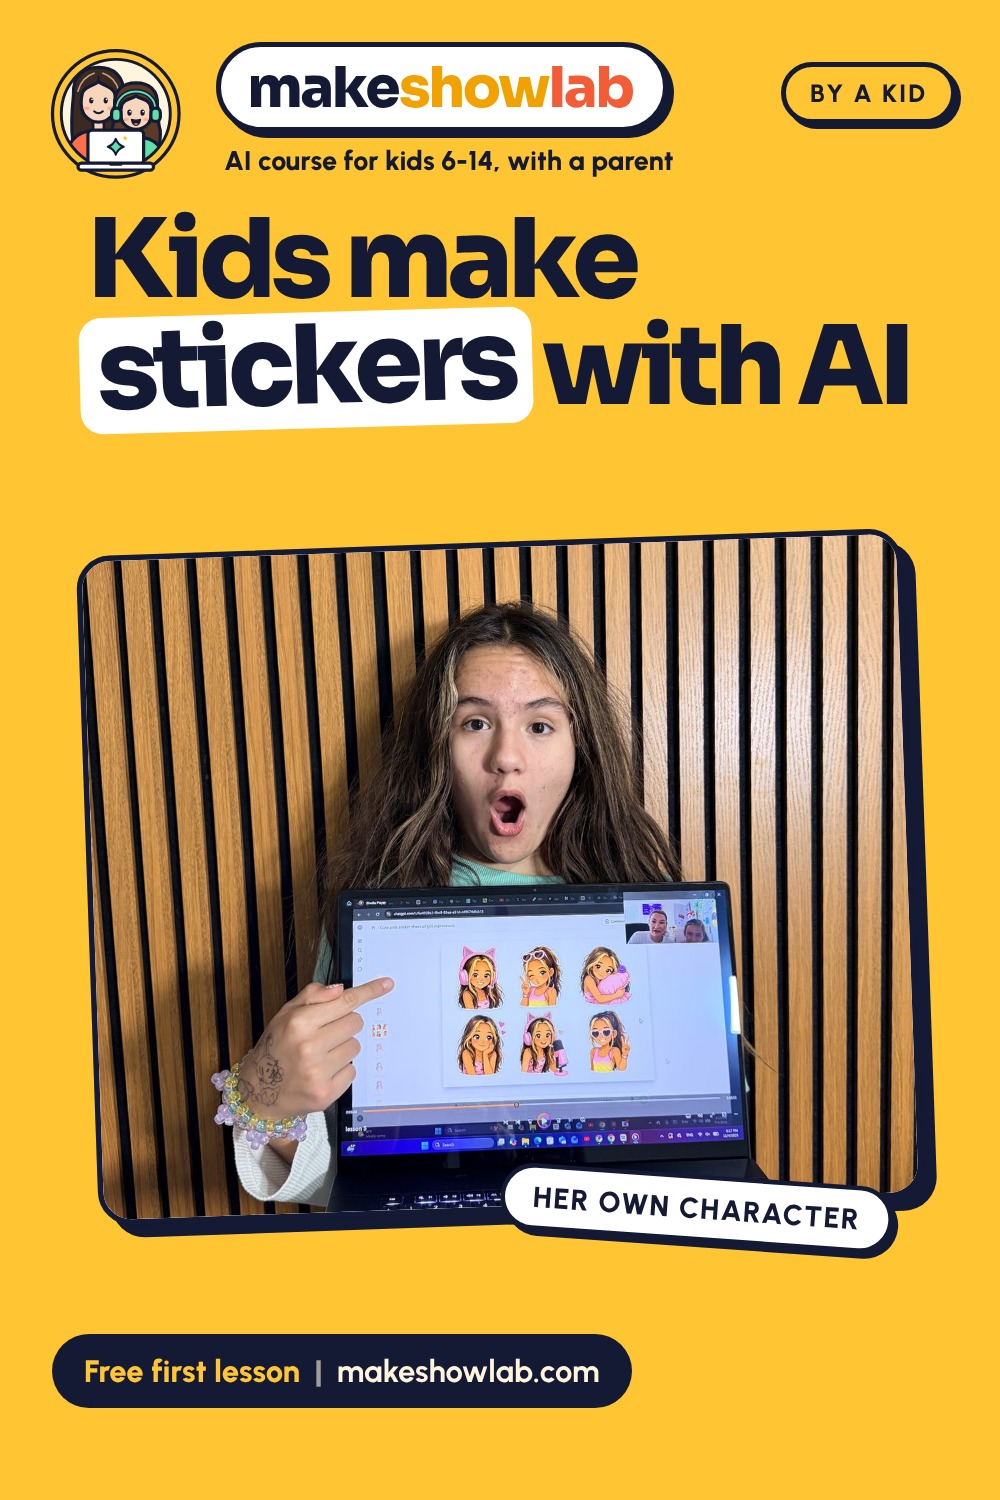 makeshowlab
BY A KID
AI course for kids 6-14, with a parent
Kids make
stickers with AI
HER OWN CHARACTER
Free first lesson | makeshowlab.com